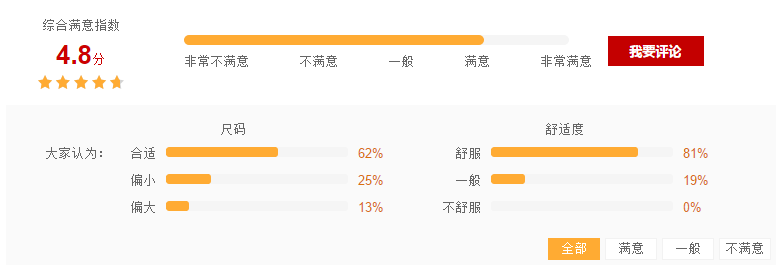 综合满意指数
4.8分
非常不满意 不满意 一般 满意 非常满意
我要评论
尺码 舒适度
大家认为: 合适 62% 舒服 81%
偏小 25% 一般 19%
偏大 13% 不舒服 0%
全部 满意 一般 不满意